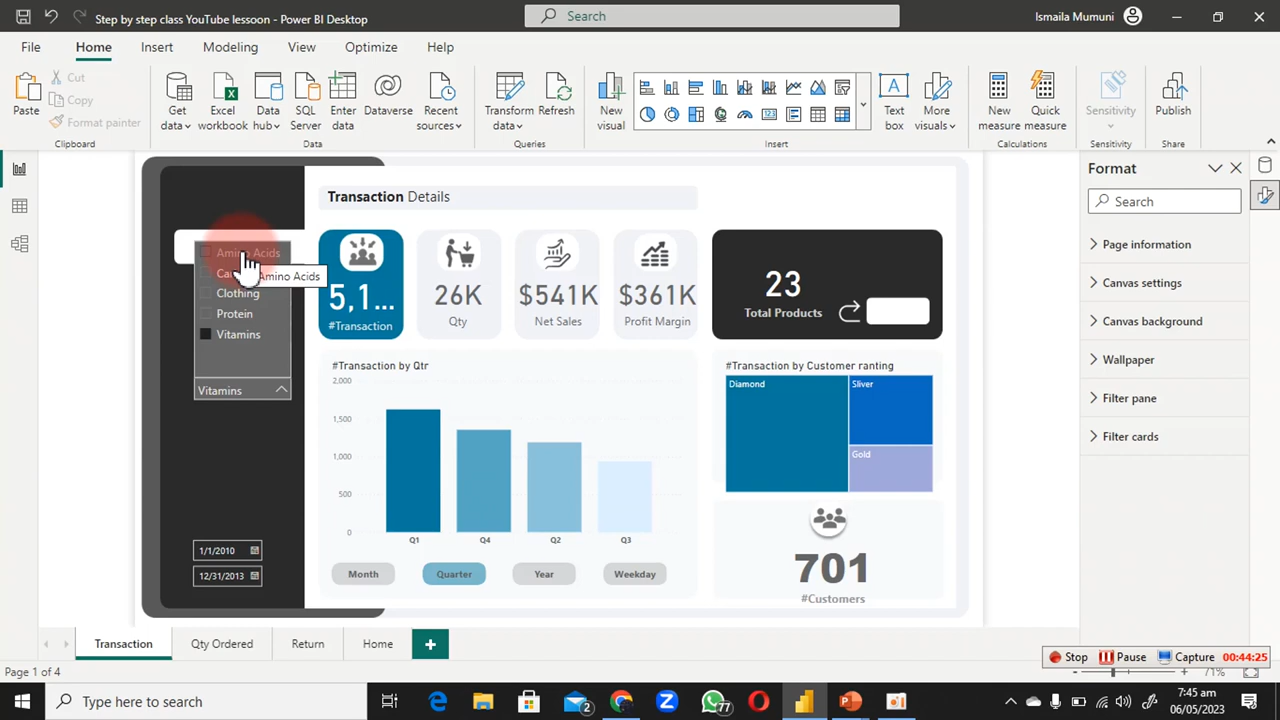 Step by step class YouTube lessoon - Power BI Desktop
Search
Ismaila Mumuni
File
Home
Insert
Modeling
View
Optimize
Help
Paste
Cut
Copy
Format painter
Clipboard
Get data
Excel workbook
Data hub
SQL Server
Enter data
Dataverse
Recent sources
Data
Transform data
Refresh
Queries
New visual
Text box
More visuals
Insert
New measure
Quick measure
Calculations
Sensitivity
Sensitivity
Publish
Share
Transaction Details
Amino Acids
Amino Acids
Clothing
Protein
Vitamins
Vitamins
1/1/2010
12/31/2013
5,1...
#Transaction
26K
Qty
$541K
Net Sales
$361K
Profit Margin
23
Total Products
#Transaction by Qtr
2,000
1,500
1,000
500
0
Q1
Q4
Q2
Q3
Month
Quarter
Year
Weekday
#Transaction by Customer ranting
Diamond
Sliver
Gold
701
#Customers
Format
Search
Page information
Canvas settings
Canvas background
Wallpaper
Filter pane
Filter cards
Transaction
Qty Ordered
Return
Home
Page 1 of 4
Stop
Pause
Capture
00:44:25
71%
Type here to search
2
77
7:45 am
06/05/2023